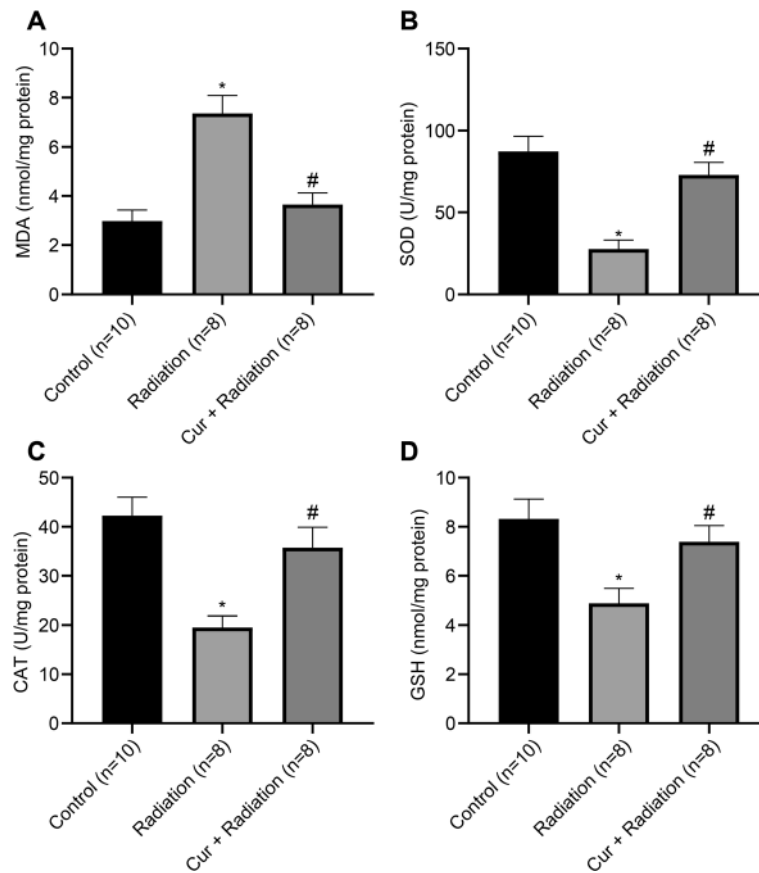 A
MDA (nmol/mg protein)
10
8
6
4
2
0
*
#
Control (n=10)
Radiation (n=8)
Cur + Radiation (n=8)
B
SOD (U/mg protein)
150
100
50
0
*
#
Control (n=10)
Radiation (n=8)
Cur + Radiation (n=8)
C
CAT (U/mg protein)
50
40
30
20
10
0
*
#
Control (n=10)
Radiation (n=8)
Cur + Radiation (n=8)
D
GSH (nmol/mg protein)
10
8
6
4
2
0
*
#
Control (n=10)
Radiation (n=8)
Cur + Radiation (n=8)